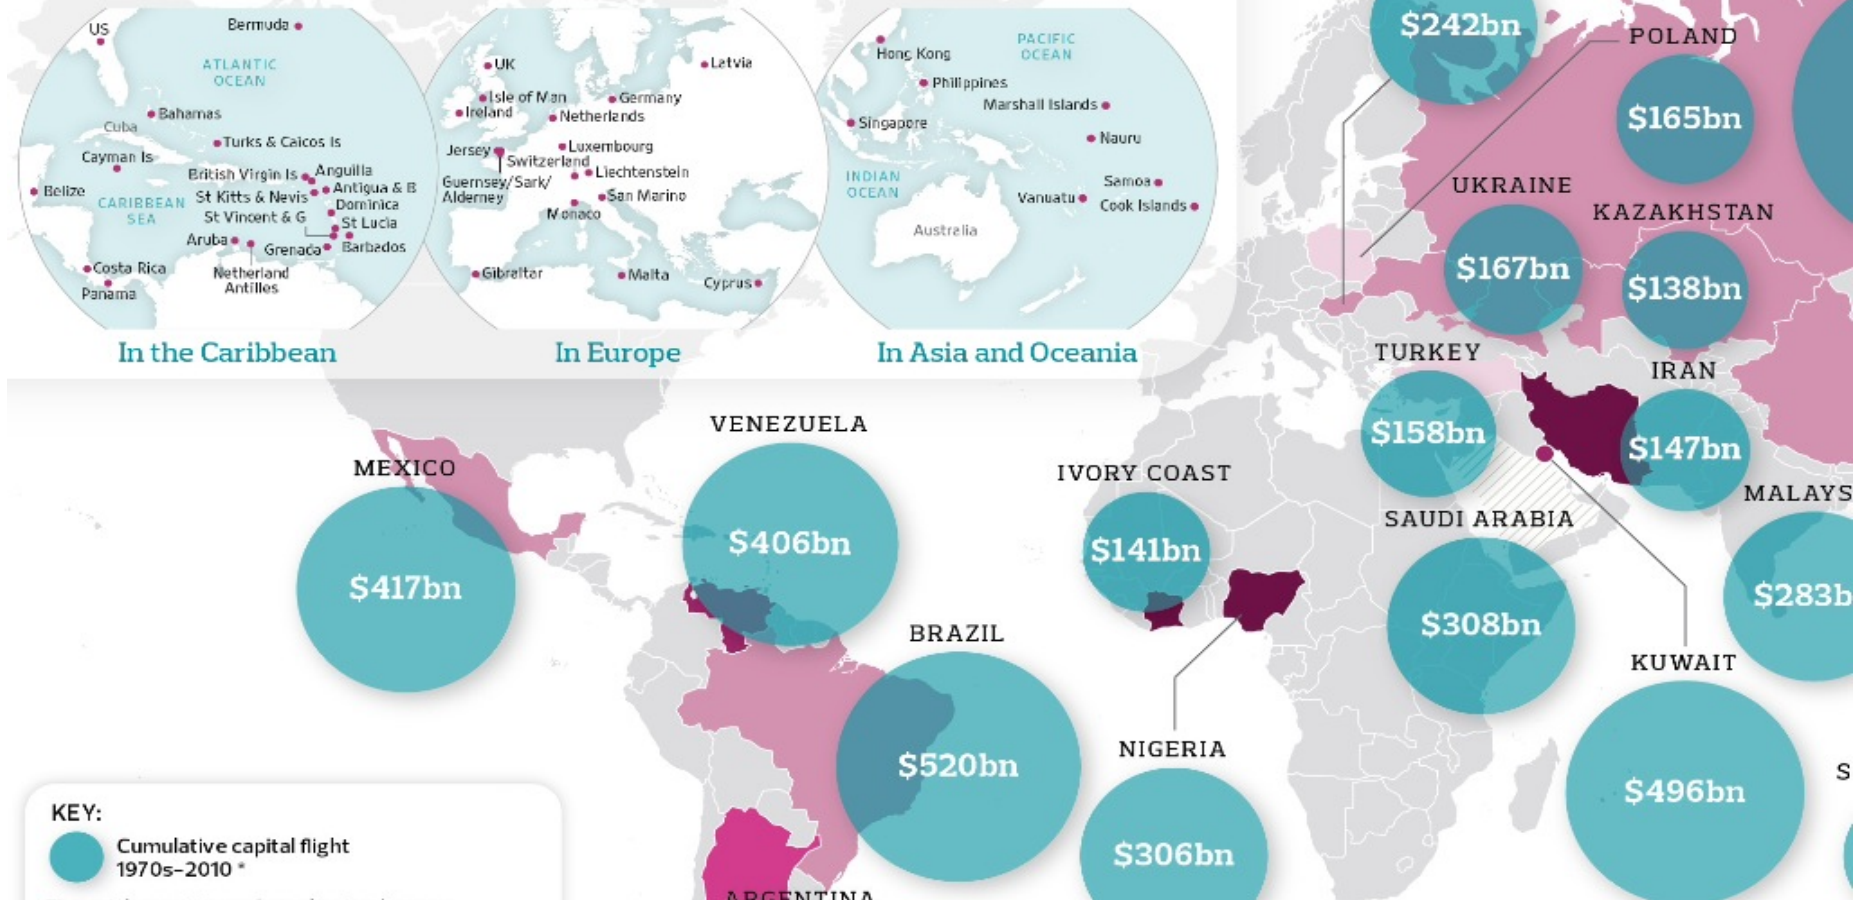 US
Bermuda
ATLANTIC
OCEAN
Bahamas
Cuba
Turks & Caicos Is
Cayman Is
British Virgin Is
Anguilla
Belize
St Kitts & Nevis
Antigua & B
CARIBBEAN
SEA
Dominica
St Vincent & G
St Lucia
Aruba
Grenada
Barbados
Costa Rica
Netherland
Antilles
Panama
In the Caribbean
UK
Latvia
Isle of Man
Germany
Ireland
Netherlands
Jersey
Luxembourg
Switzerland
Liechtenstein
Guernsey/Sark/
Alderney
San Marino
Monaco
Gibraltar
Malta
Cyprus
In Europe
PACIFIC
OCEAN
Hong Kong
Philippines
Marshall Islands
Singapore
Nauru
INDIAN
OCEAN
Samoa
Vanuatu
Cook Islands
Australia
In Asia and Oceania
$242bn
POLAND
$165bn
UKRAINE
$167bn
KAZAKHSTAN
$138bn
TURKEY
$158bn
IRAN
$147bn
MEXICO
$417bn
VENEZUELA
$406bn
IVORY COAST
$141bn
SAUDI ARABIA
$308bn
MALAYS
$283b
BRAZIL
$520bn
NIGERIA
$306bn
KUWAIT
$496bn
S
KEY:
Cumulative capital flight
1970s-2010 *
ARGENTINA